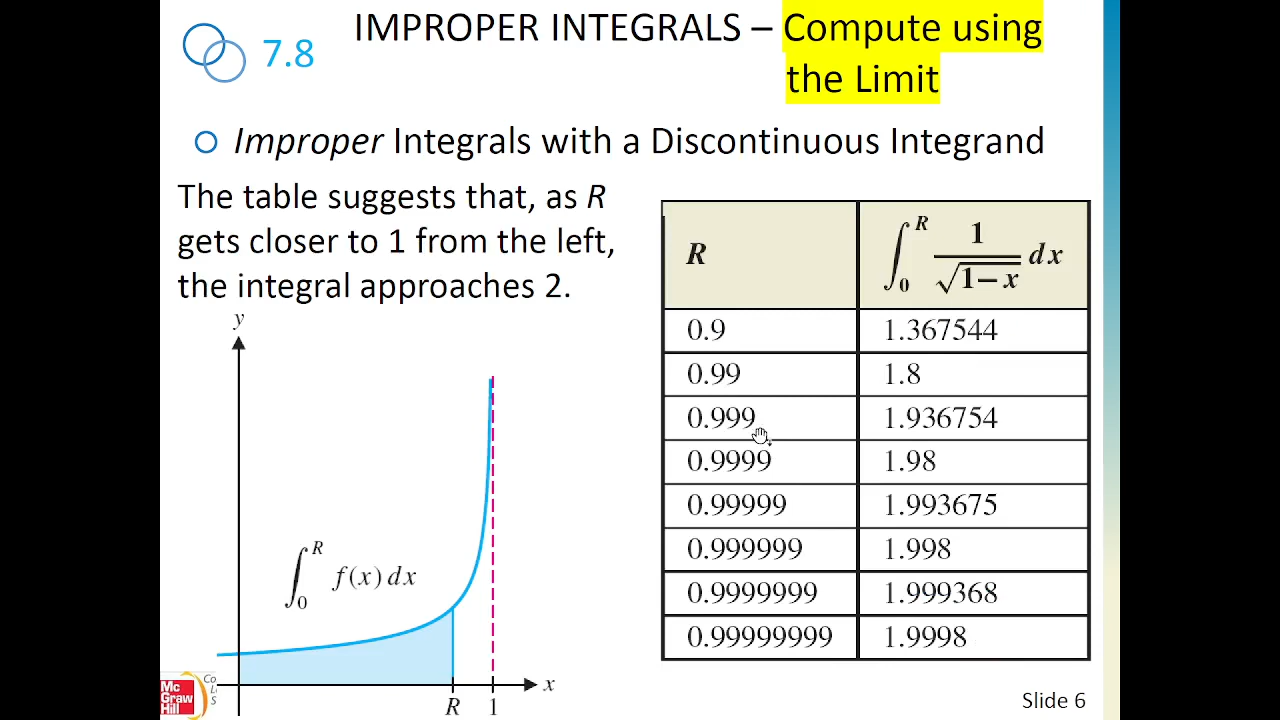 7.8
IMPROPER INTEGRALS – Compute using
the Limit
Improper Integrals with a Discontinuous Integrand
The table suggests that, as R
gets closer to 1 from the left,
the integral approaches 2.
y
∫₀ᴿ f(x) dx
R 1 x
R ∫₀ᴿ 1/√(1−x) dx
0.9 1.367544
0.99 1.8
0.999 1.936754
0.9999 1.98
0.99999 1.993675
0.999999 1.998
0.9999999 1.999368
0.99999999 1.9998
Mc
Graw
Hill
Co
L
S
Slide 6